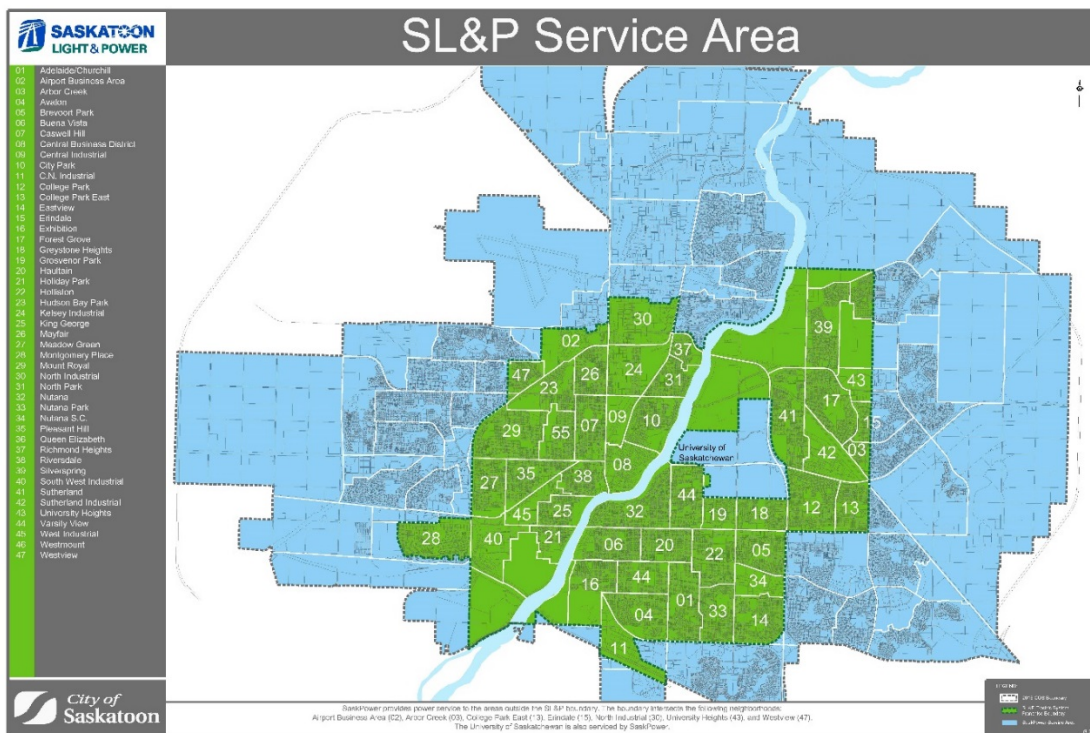 SL&P Service Area
SASKATOON
LIGHT & POWER
01 Adelaide/Churchill
02 Airport Business Area
03 Arbor Creek
04 Avalon
05 Brevoort Park
06 Buena Vista
07 Caswell Hill
08 Central Business District
09 Central Industrial
10 City Park
11 C.N. Industrial
12 College Park
13 College Park East
14 Eastview
15 Erindale
16 Exhibition
17 Forest Grove
18 Greystone Heights
19 Grosvenor Park
20 Haultain
21 Holiday Park
22 Holliston
23 Hudson Bay Park
24 Kelsey Industrial
25 King George
26 Mayfair
27 Meadow Green
28 Montgomery Place
29 Mount Royal
30 North Industrial
31 North Park
32 Nutana
33 Nutana Park
34 Nutana S.C.
35 Pleasant Hill
36 Queen Elizabeth
37 Richmond Heights
38 Riversdale
39 Silverspring
40 South West Industrial
41 Sutherland
42 Sutherland Industrial
43 University Heights
44 Varsity View
45 West Industrial
46 Westmount
47 Westview
30
02
37
39
47
23
26
24
31
43
17
41
29
55
07
09
10
15
42
03
University of
Saskatchewan
08
27
35
38
44
45
25
32
19
18
12
13
28
40
21
06
20
22
05
16
44
01
34
04
33
14
11
City of
Saskatoon
SaskPower provides power service to the areas outside the SL&P boundary. The boundary intersects the following neighborhoods:
Airport Business Area (02), Arbor Creek (03), College Park East (13), Erindale (15), North Industrial (30), University Heights (43), and Westview (47).
The University of Saskatchewan is also serviced by SaskPower.
SaskPower Service Area